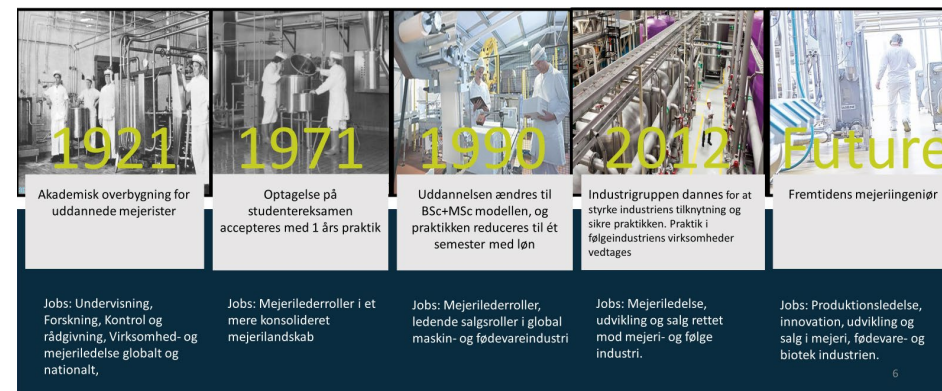 1921
Akademisk overbygning for
uddannede mejerister
Jobs: Undervisning,
Forskning, Kontrol og
rådgivning, Virksomhed- og
mejeriledelse globalt og
nationalt,
1971
Optagelse på
studentereksamen
accepteres med 1 års praktik
Jobs: Mejerilederroller i et
mere konsolideret
mejerilandskab
1990
Uddannelsen ændres til
BSc+MSc modellen, og
praktikken reduceres til ét
semester med løn
Jobs: Mejerilederroller,
ledende salgsroller i global
maskin- og fødevareindustri
2012
Industrigruppen dannes for at
styrke industriens tilknytning og
sikre praktikken. Praktik i
følgeindustriens virksomheder
vedtages
Jobs: Mejeriledelse,
udvikling og salg rettet
mod mejeri- og følge
industri.
Future
Fremtidens mejeriingeniør
Jobs: Produktionsledelse,
innovation, udvikling og
salg i mejeri, fødevare- og
biotek industrien.
6